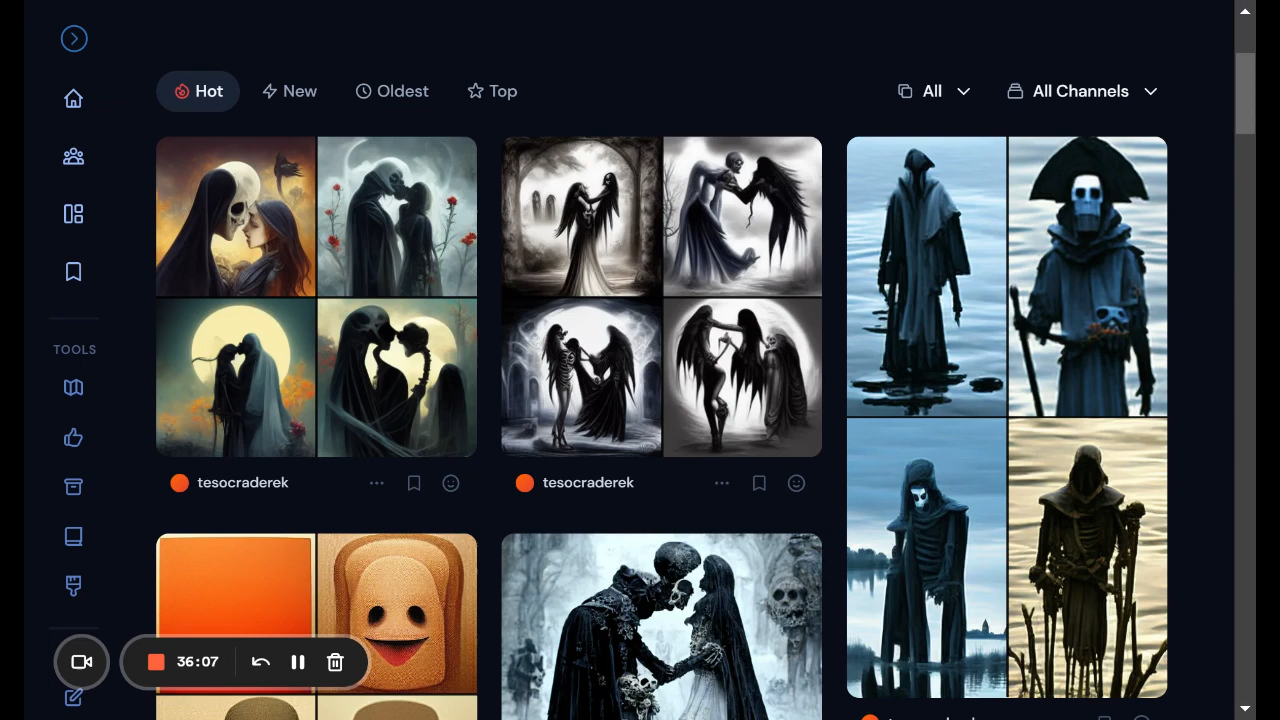 Hot
New
Oldest
Top
All
All Channels
TOOLS
tesocraderek
tesocraderek
36:07